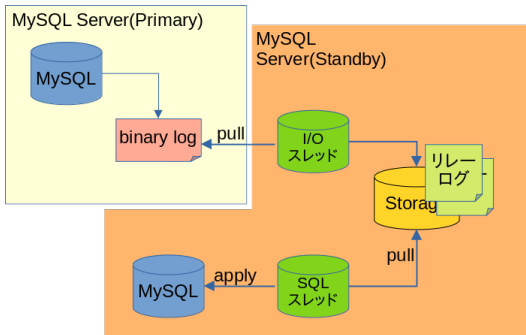 MySQL Server(Primary)
MySQL
binary log
pull
MySQL
Server(Standby)
I/O
スレッド
リレー
ログ
Storag
pull
MySQL
apply
SQL
スレッド